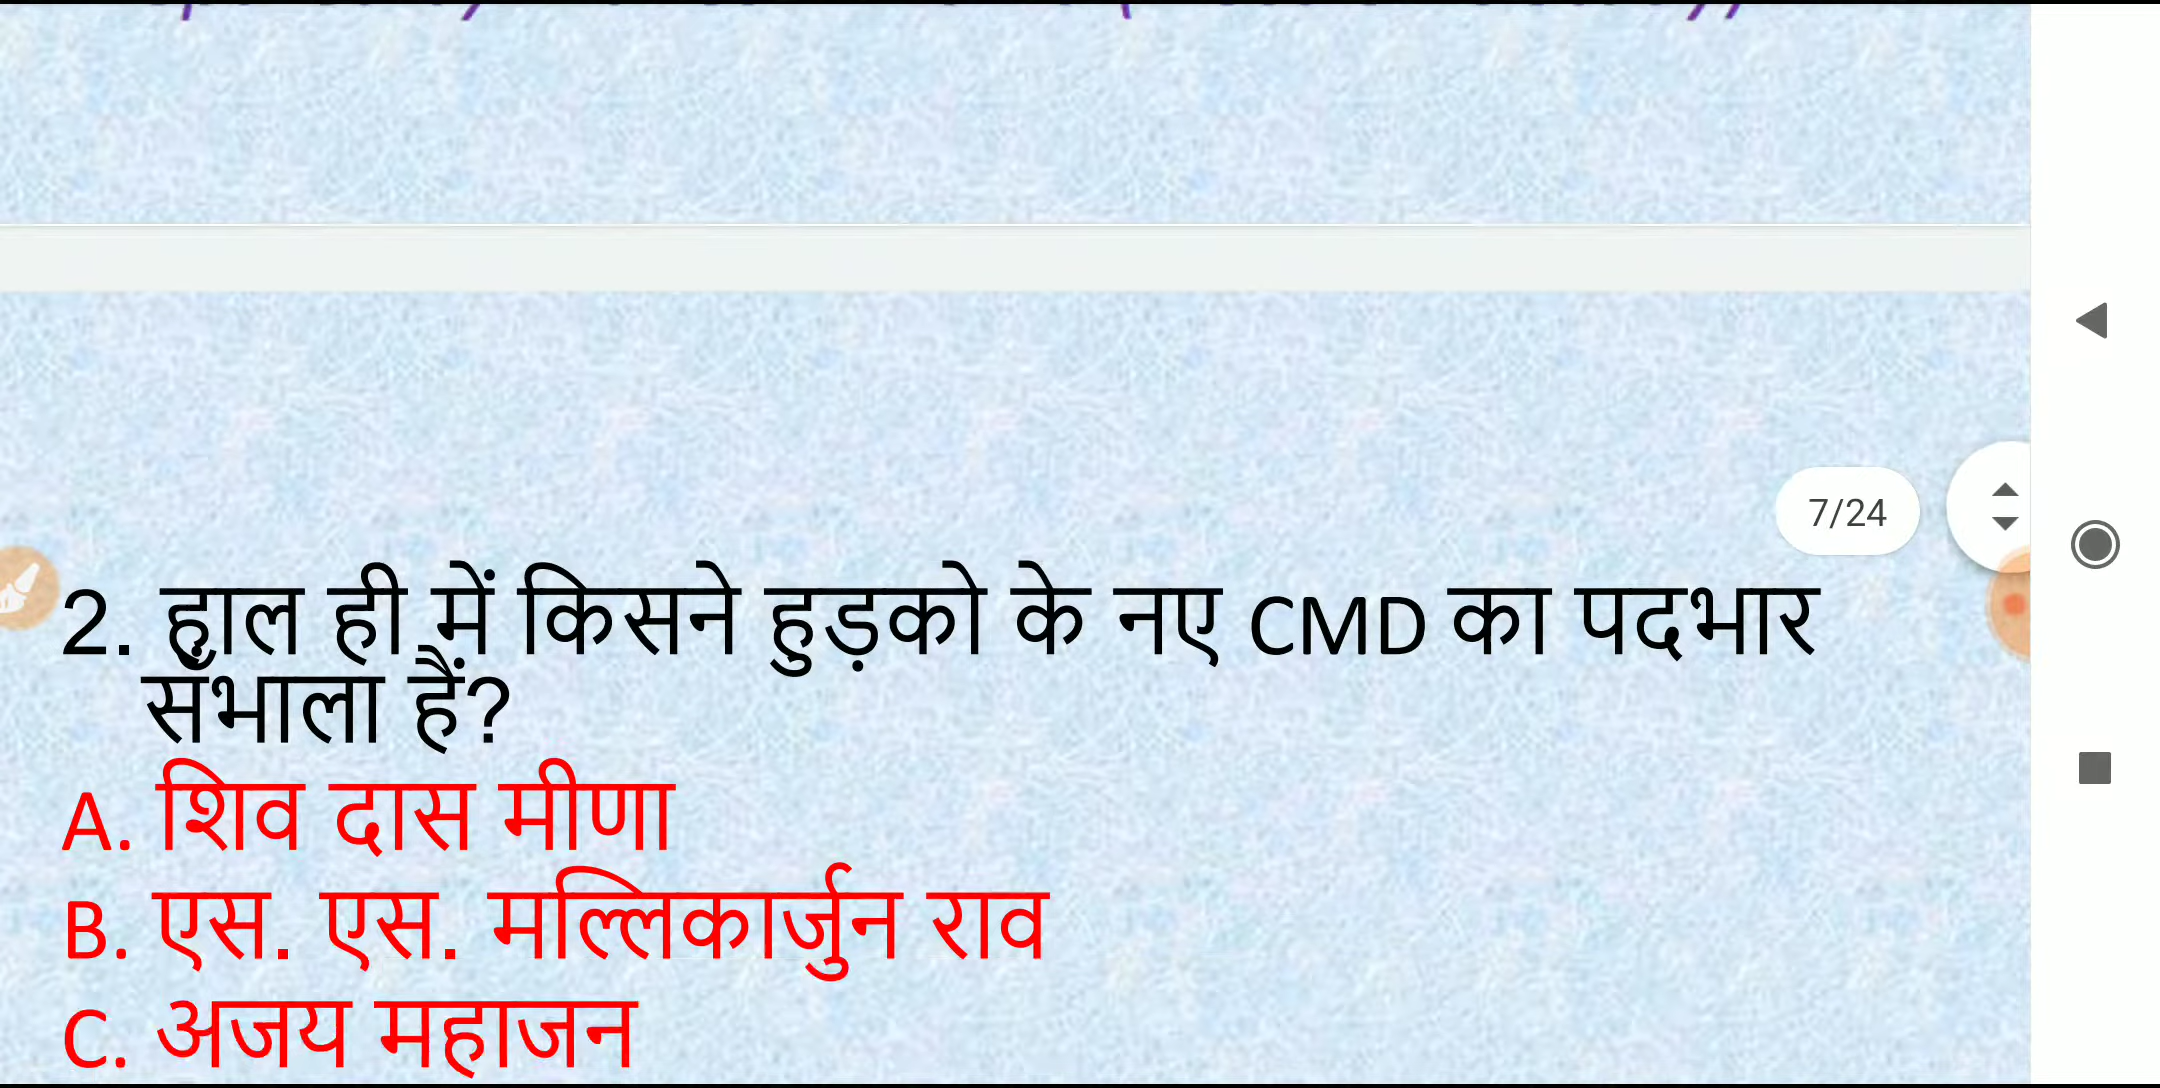 7/24
2. हाल ही में किसने हुड़को के नए CMD का पदभार
सँभाला हैं?
A. शिव दास मीणा
B. एस. एस. मल्लिकार्जुन राव
C. अजय महाजन